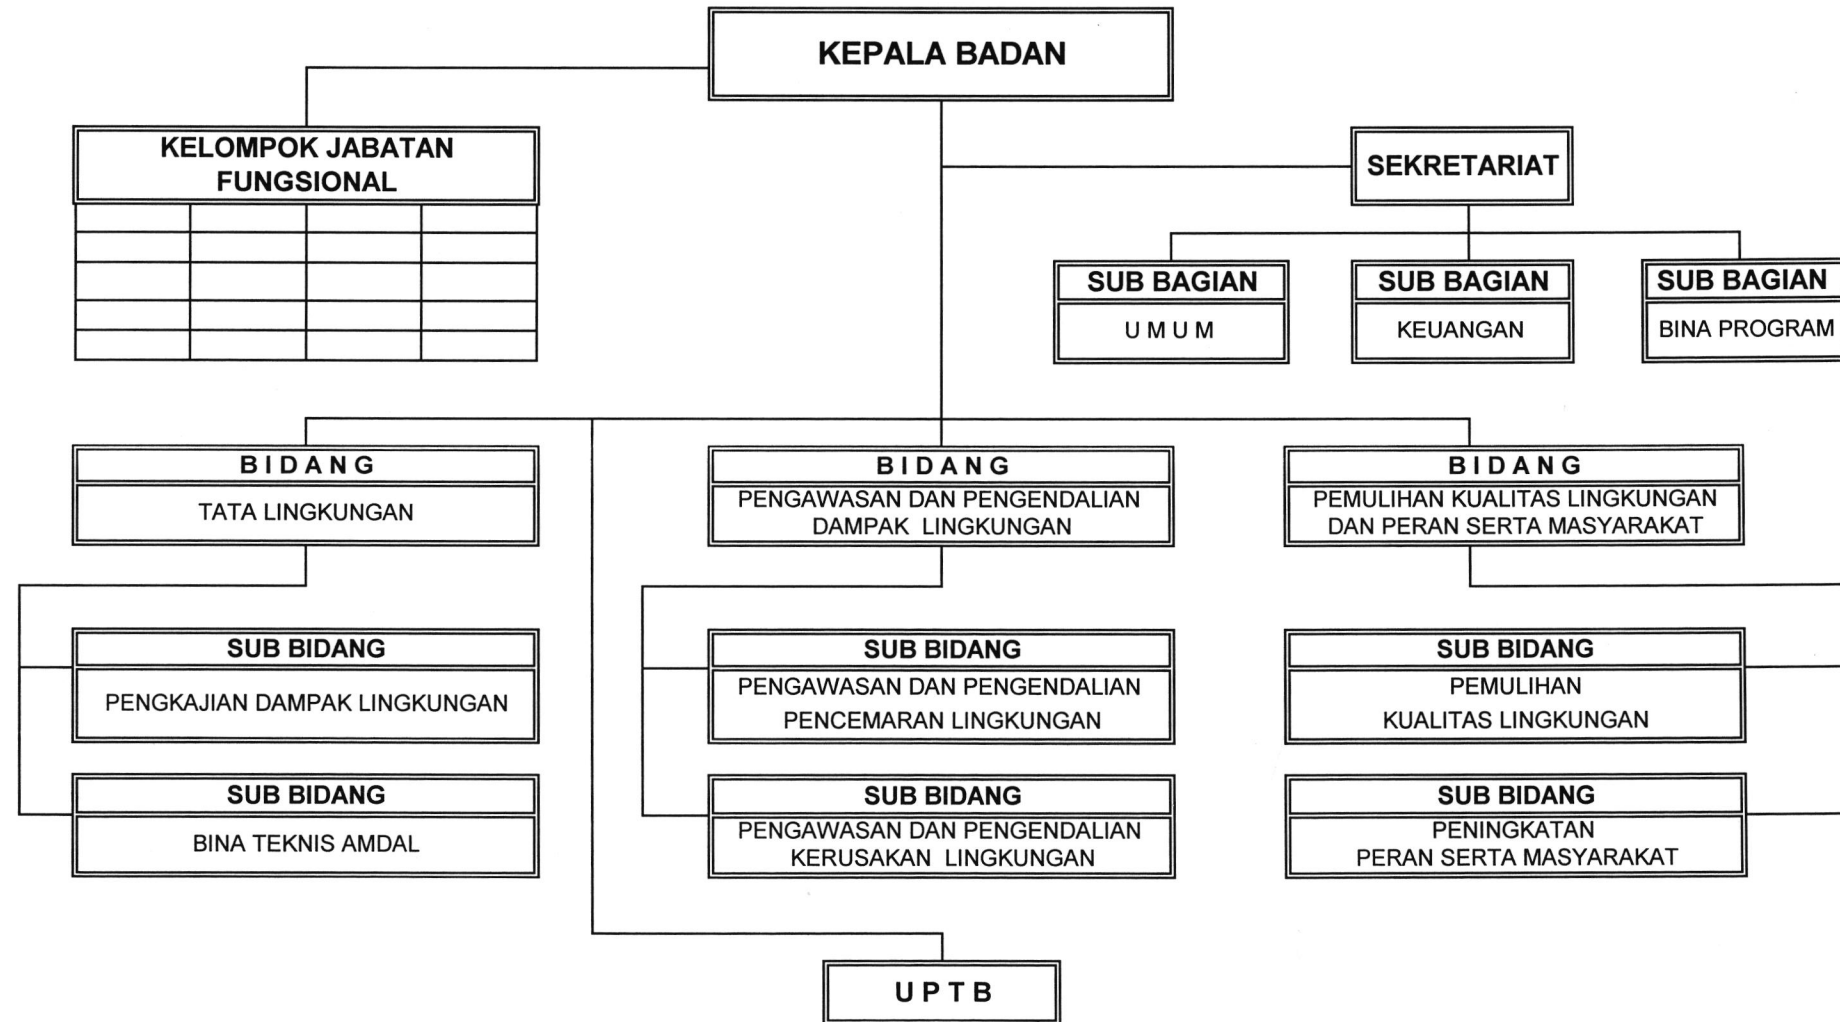 KEPALA BADAN
KELOMPOK JABATAN
FUNGSIONAL
SEKRETARIAT
SUB BAGIAN
U M U M
SUB BAGIAN
KEUANGAN
SUB BAGIAN
BINA PROGRAM
B I D A N G
TATA LINGKUNGAN
B I D A N G
PENGAWASAN DAN PENGENDALIAN
DAMPAK LINGKUNGAN
B I D A N G
PEMULIHAN KUALITAS LINGKUNGAN
DAN PERAN SERTA MASYARAKAT
SUB BIDANG
PENGKAJIAN DAMPAK LINGKUNGAN
SUB BIDANG
PENGAWASAN DAN PENGENDALIAN
PENCEMARAN LINGKUNGAN
SUB BIDANG
PEMULIHAN
KUALITAS LINGKUNGAN
SUB BIDANG
BINA TEKNIS AMDAL
SUB BIDANG
PENGAWASAN DAN PENGENDALIAN
KERUSAKAN LINGKUNGAN
SUB BIDANG
PENINGKATAN
PERAN SERTA MASYARAKAT
U P T B